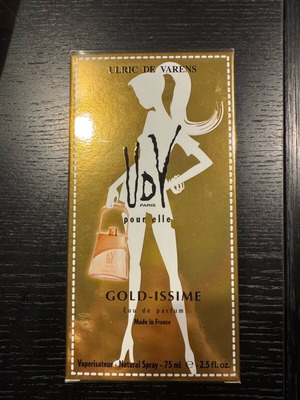 ULRIC DE VARENS
UDV
PARIS
pour elle
UDV
GOLD-ISSIME
Eau de parfum
Made in France
Vaporisateur - Natural Spray - 75 ml ℮ - 2.5 fl. oz.